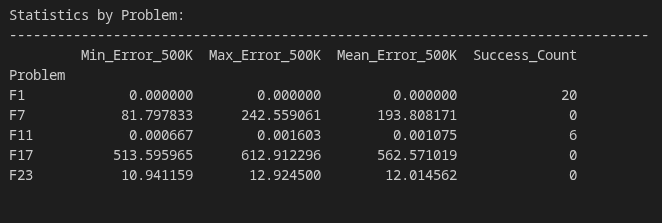 Statistics by Problem:
--------------------------------------------------------------------------------
Min_Error_500K Max_Error_500K Mean_Error_500K Success_Count
Problem
F1 0.000000 0.000000 0.000000 20
F7 81.797833 242.559061 193.808171 0
F11 0.000667 0.001603 0.001075 6
F17 513.595965 612.912296 562.571019 0
F23 10.941159 12.924500 12.014562 0